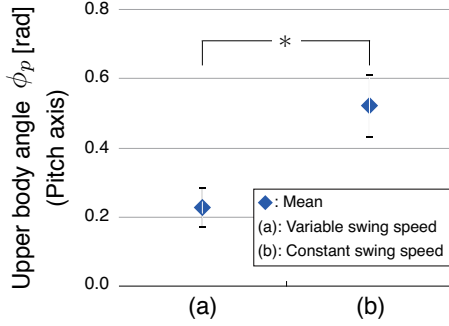 Upper body angle ϕp [rad]
(Pitch axis)
0.8
0.6
0.4
0.2
0.0
*
: Mean
(a): Variable swing speed
(b): Constant swing speed
(a)
(b)